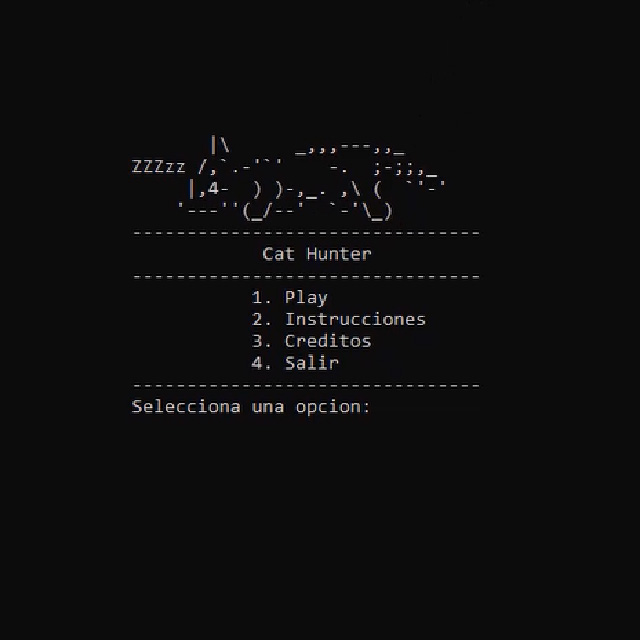 ZZZzz
Cat Hunter
1. Play
2. Instrucciones
3. Creditos
4. Salir
Selecciona una opcion: